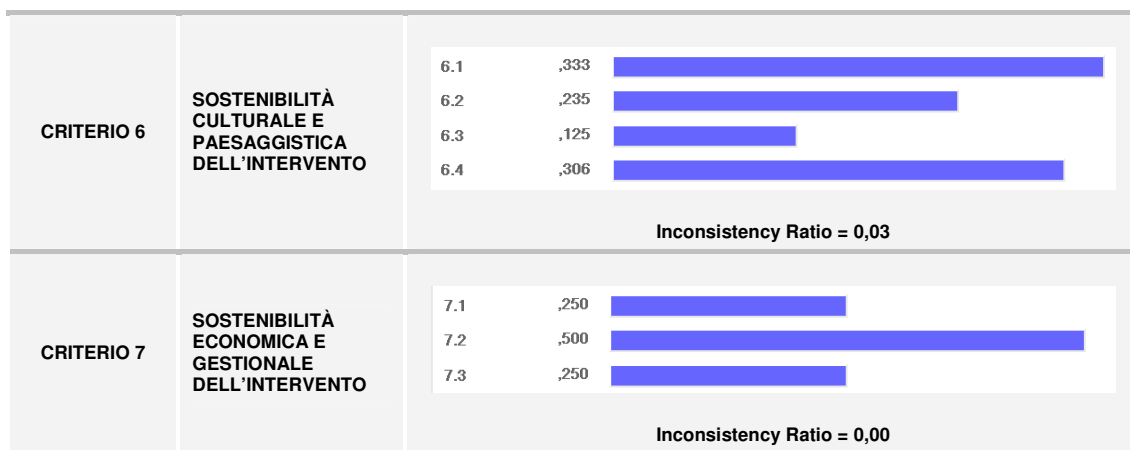 CRITERIO 6
SOSTENIBILITÀ
CULTURALE E
PAESAGGISTICA
DELL’INTERVENTO
6.1 ,333
6.2 ,235
6.3 ,125
6.4 ,306
Inconsistency Ratio = 0,03
CRITERIO 7
SOSTENIBILITÀ
ECONOMICA E
GESTIONALE
DELL’INTERVENTO
7.1 ,250
7.2 ,500
7.3 ,250
Inconsistency Ratio = 0,00